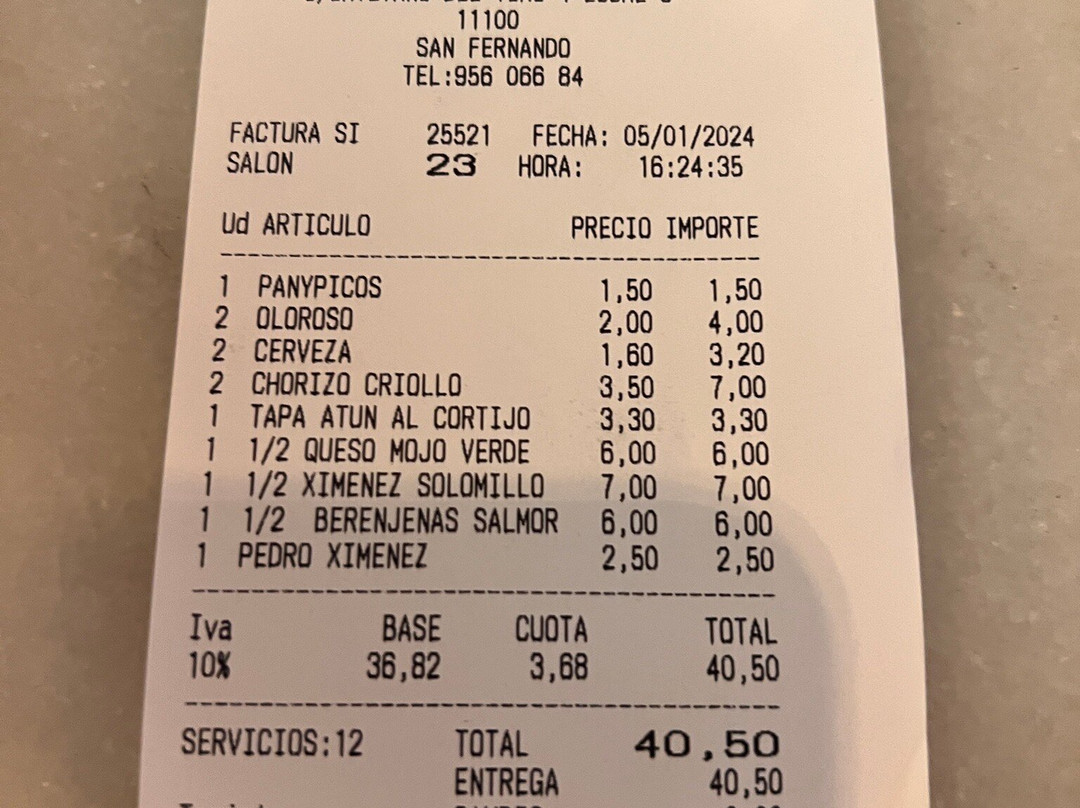 11100
SAN FERNANDO
TEL:956 066 84
FACTURA SI 25521 FECHA: 05/01/2024
SALON 23 HORA: 16:24:35
Ud ARTICULO PRECIO IMPORTE
1 PANYPICOS 1,50 1,50
2 OLOROSO 2,00 4,00
2 CERVEZA 1,60 3,20
2 CHORIZO CRIOLLO 3,50 7,00
1 TAPA ATUN AL CORTIJO 3,30 3,30
1 1/2 QUESO MOJO VERDE 6,00 6,00
1 1/2 XIMENEZ SOLOMILLO 7,00 7,00
1 1/2 BERENJENAS SALMOR 6,00 6,00
1 PEDRO XIMENEZ 2,50 2,50
Iva BASE CUOTA TOTAL
10% 36,82 3,68 40,50
SERVICIOS:12 TOTAL 40,50
ENTREGA 40,50